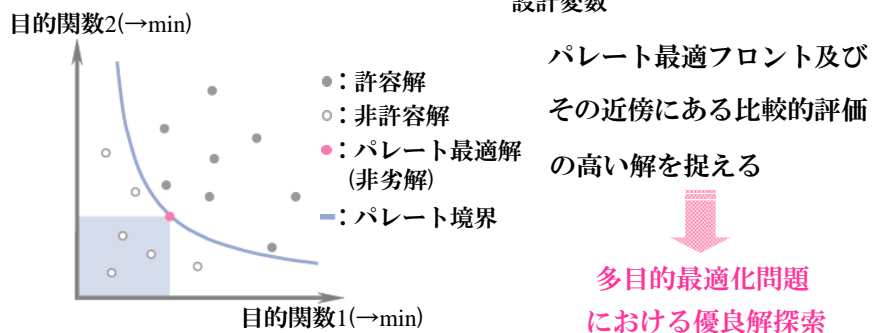 設計変数
目的関数2(→min)
●：許容解
○：非許容解
●：パレート最適解
(非劣解)
━：パレート境界
目的関数1(→min)
パレート最適フロント及び
その近傍にある比較的評価
の高い解を捉える
多目的最適化問題
における優良解探索